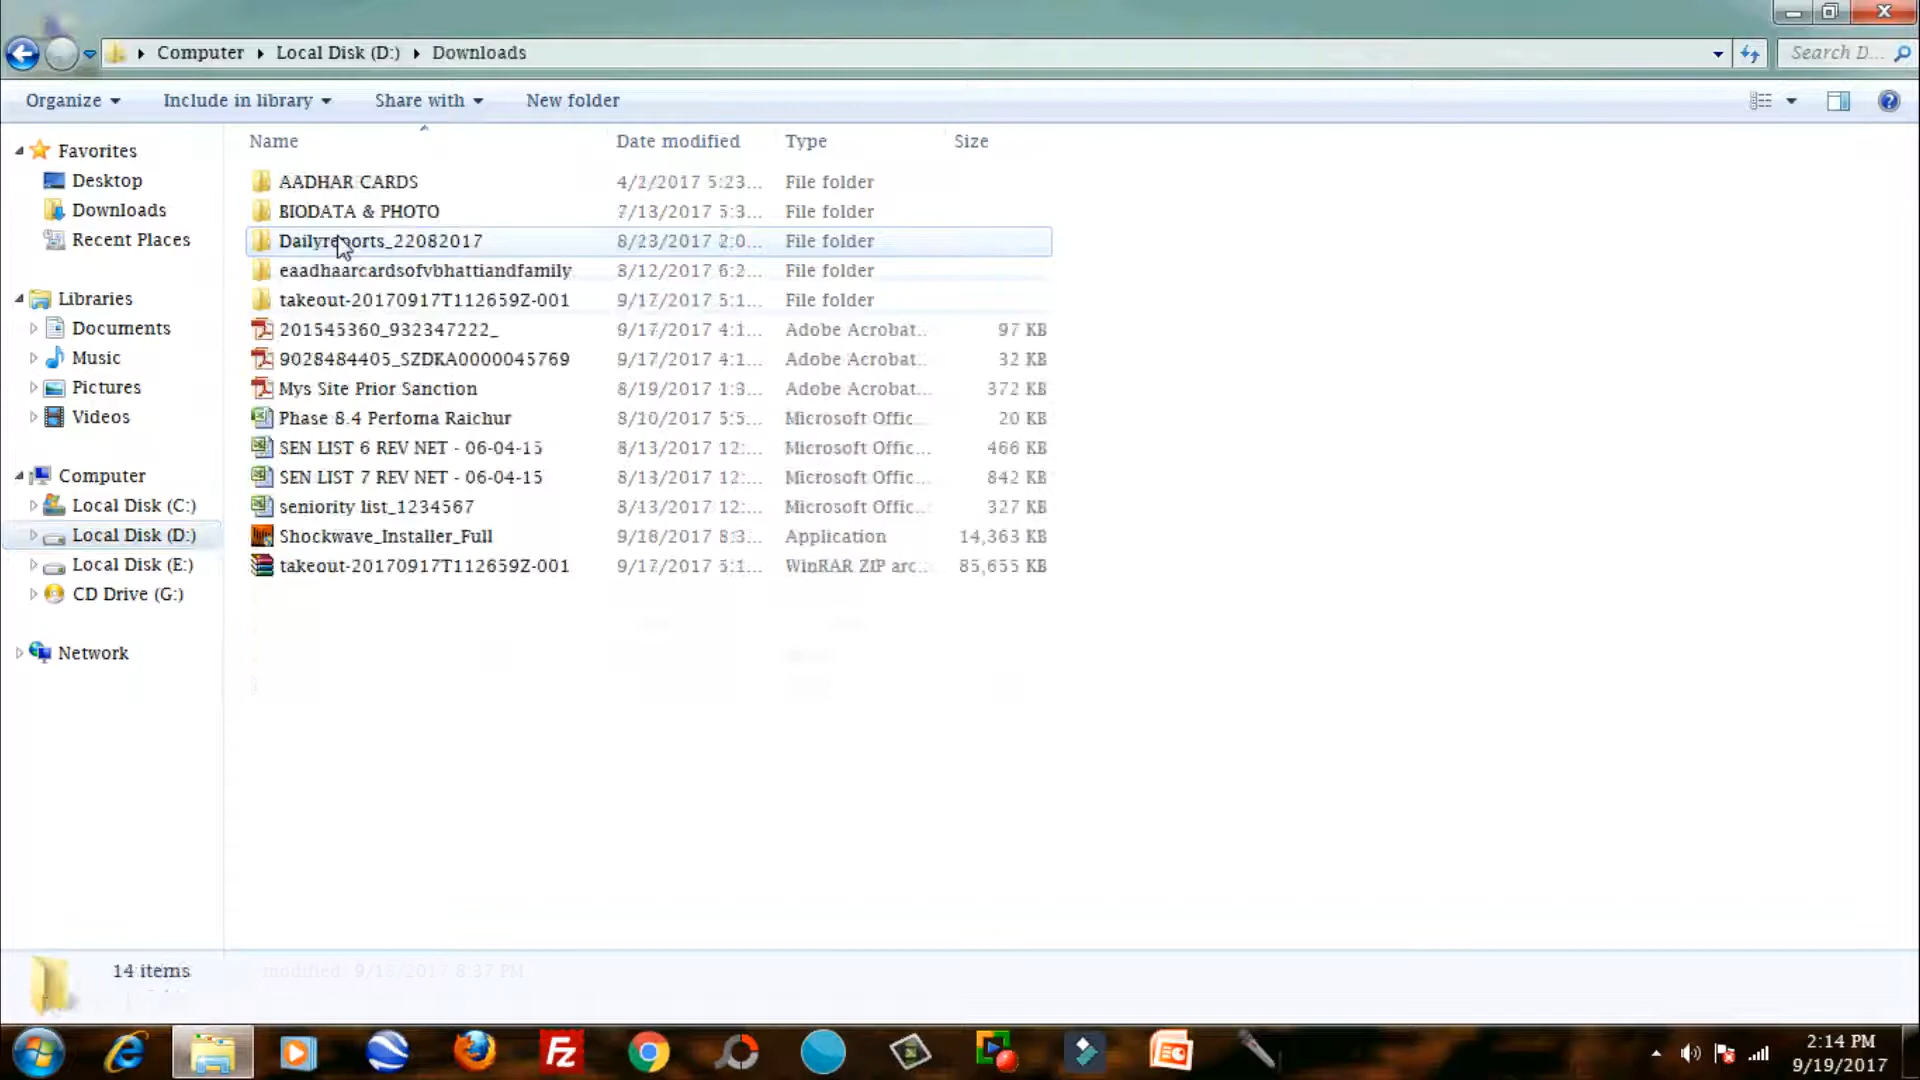 Computer Local Disk (D:) Downloads
Search D...
Organize Include in library Share with New folder
Name Date modified Type Size
Favorites
Desktop
Downloads
Recent Places
Libraries
Documents
Music
Pictures
Videos
Computer
Local Disk (C:)
Local Disk (D:)
Local Disk (E:)
CD Drive (G:)
Network
AADHAR CARDS 4/2/2017 5:23... File folder
BIODATA & PHOTO 7/13/2017 5:3... File folder
Dailyreports_22082017 8/23/2017 2:0... File folder
eaadhaarcardsofvbhattiandfamily 8/12/2017 6:2... File folder
takeout-20170917T112659Z-001 9/17/2017 5:1... File folder
201545360_932347222_ 9/17/2017 4:1... Adobe Acrobat... 97 KB
9028484405_SZDKA0000045769 9/17/2017 4:1... Adobe Acrobat... 32 KB
Mys Site Prior Sanction 8/19/2017 1:3... Adobe Acrobat... 372 KB
Phase 8.4 Perfoma Raichur 8/10/2017 5:5... Microsoft Offic... 20 KB
SEN LIST 6 REV NET - 06-04-15 8/13/2017 12:... Microsoft Offic... 466 KB
SEN LIST 7 REV NET - 06-04-15 8/13/2017 12:... Microsoft Offic... 842 KB
seniority list_1234567 8/13/2017 12:... Microsoft Offic... 327 KB
Shockwave_Installer_Full 9/18/2017 8:3... Application 14,363 KB
takeout-20170917T112659Z-001 9/17/2017 5:1... WinRAR ZIP arc... 85,655 KB
14 items modified: 9/18/2017 8:37 PM
2:14 PM
9/19/2017